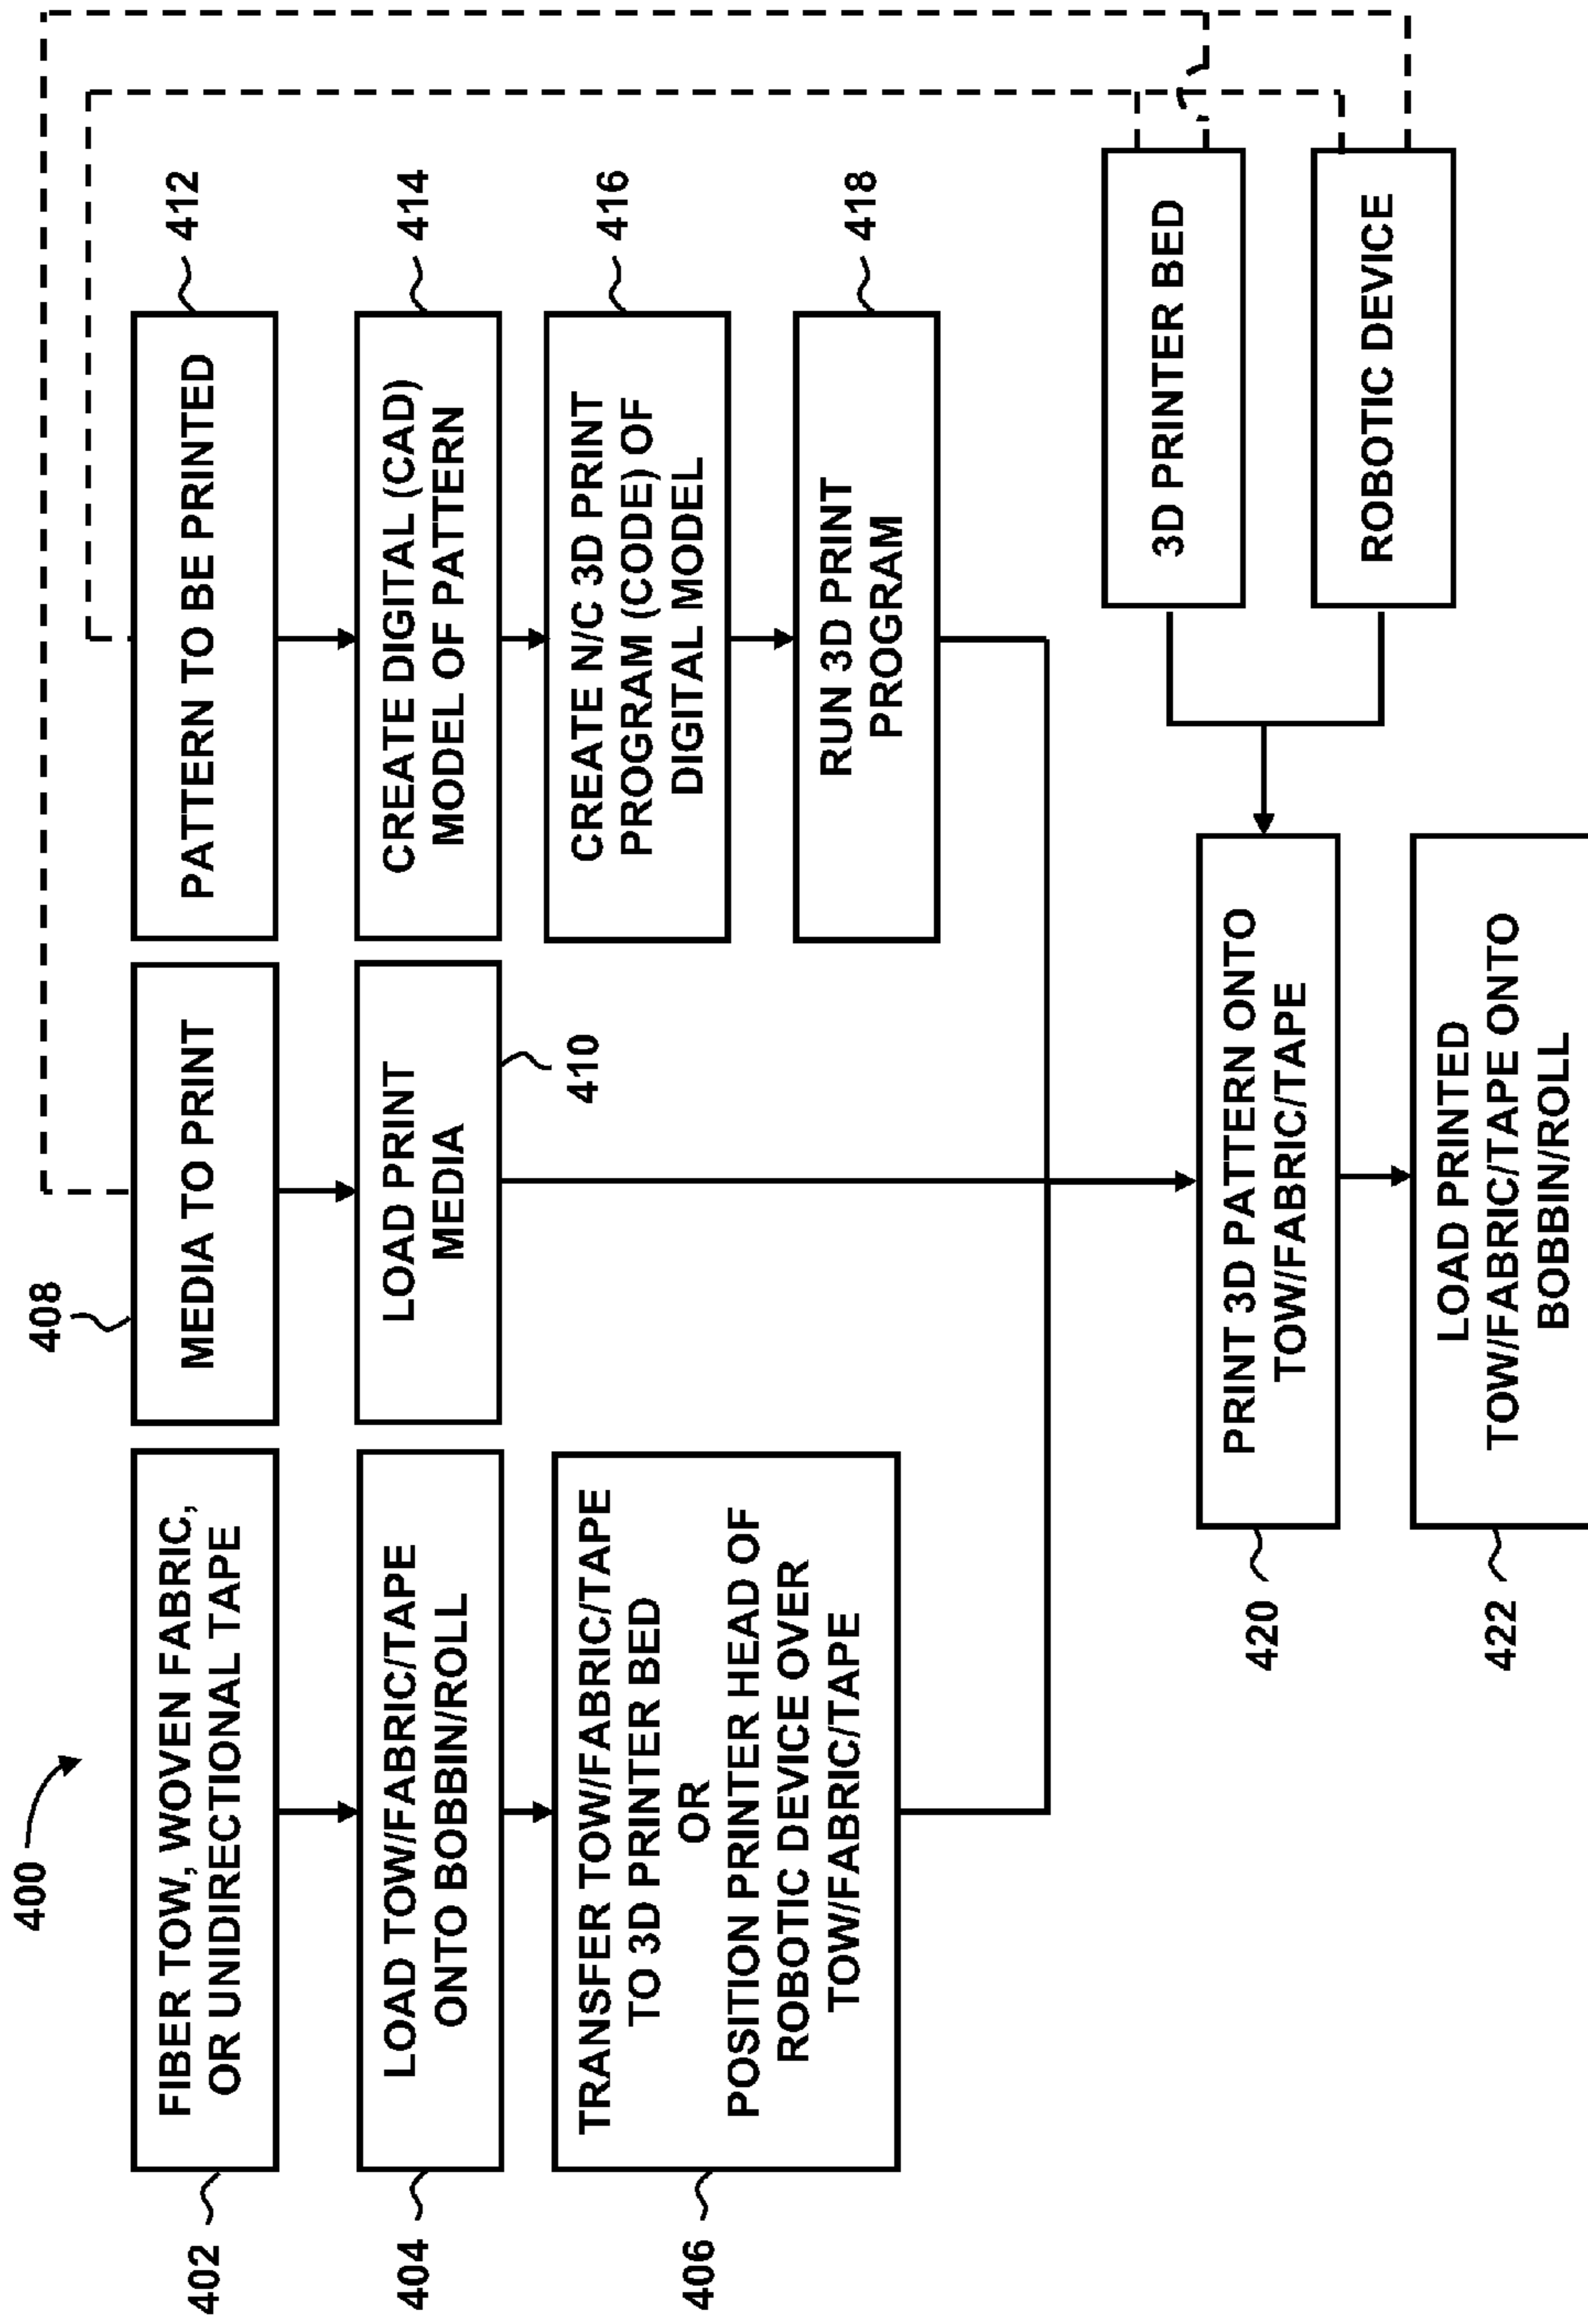 400
402
FIBER TOW, WOVEN FABRIC,
OR UNIDIRECTIONAL TAPE
404
LOAD TOW/FABRIC/TAPE
ONTO BOBBIN/ROLL
406
TRANSFER TOW/FABRIC/TAPE
TO 3D PRINTER BED
OR
POSITION PRINTER HEAD OF
ROBOTIC DEVICE OVER
TOW/FABRIC/TAPE
408
MEDIA TO PRINT
LOAD PRINT
MEDIA
410
PATTERN TO BE PRINTED
412
CREATE DIGITAL (CAD)
MODEL OF PATTERN
414
CREATE N/C 3D PRINT
PROGRAM (CODE) OF
DIGITAL MODEL
416
RUN 3D PRINT
PROGRAM
418
3D PRINTER BED
ROBOTIC DEVICE
420
PRINT 3D PATTERN ONTO
TOW/FABRIC/TAPE
422
LOAD PRINTED
TOW/FABRIC/TAPE ONTO
BOBBIN/ROLL